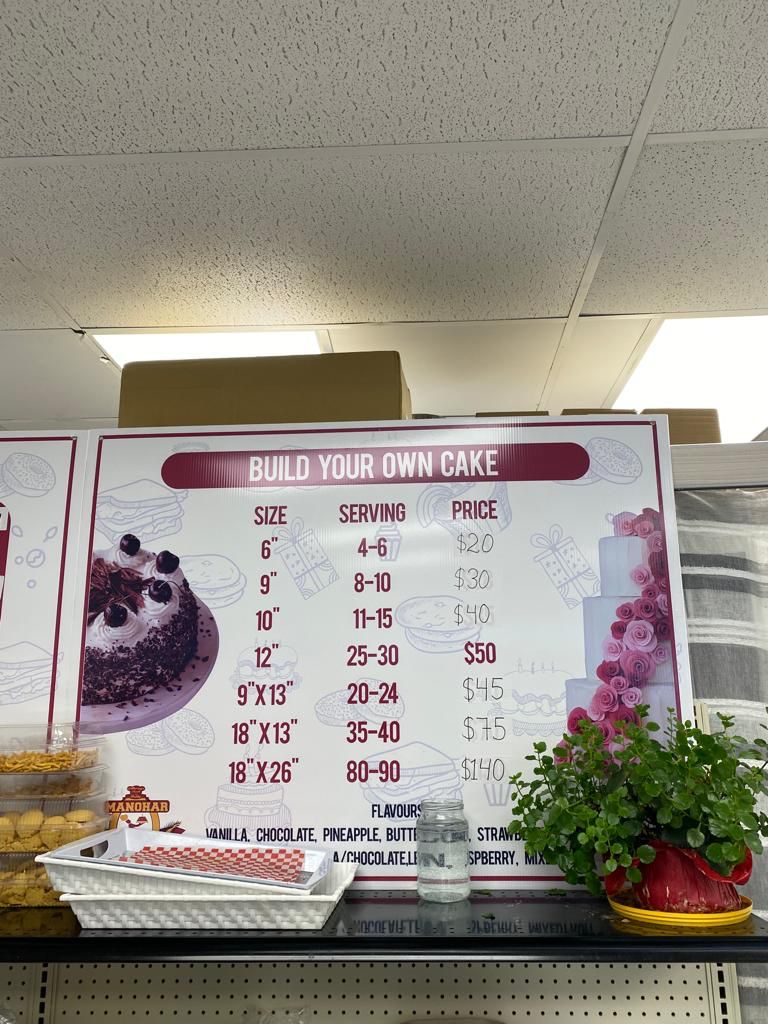 BUILD YOUR OWN CAKE
SIZE SERVING PRICE
6" 4-6 $20
9" 8-10 $30
10" 11-15 $40
12" 25-30 $50
9"X13" 20-24 $45
18"X13" 35-40 $75
18"X26" 80-90 $140
MANOHAR
FLAVOURS
VANILLA, CHOCOLATE, PINEAPPLE,
/CHOCOLATE,